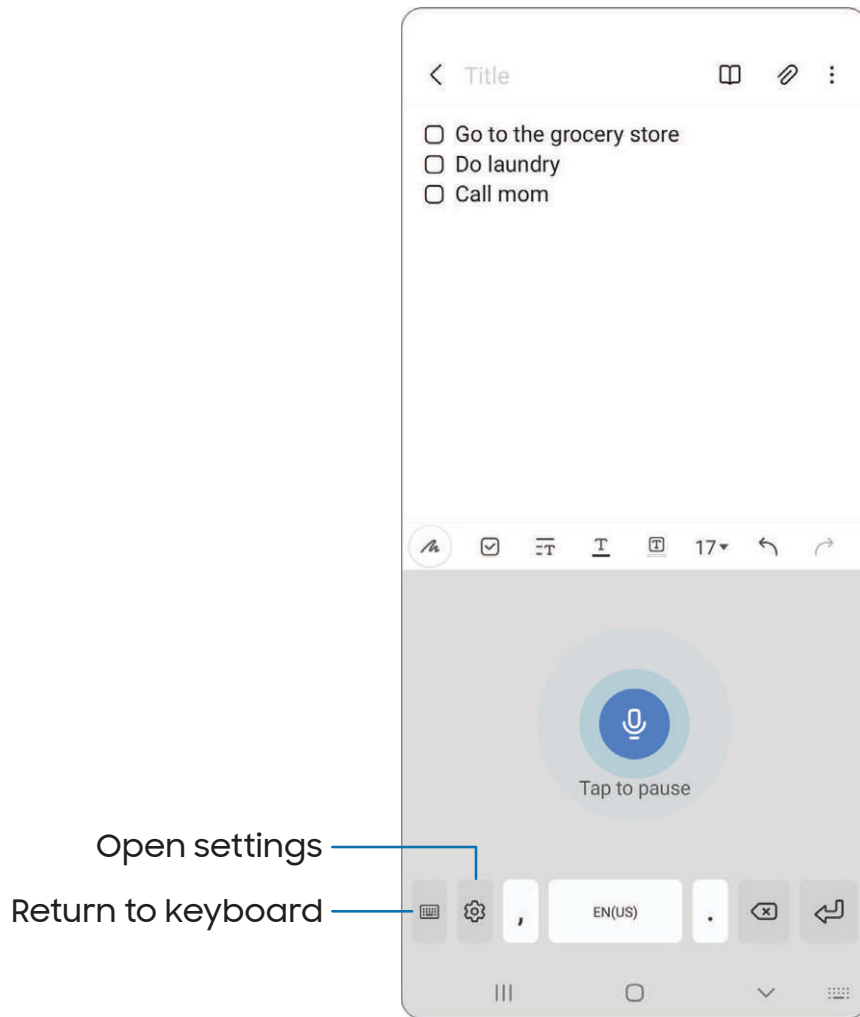 Title
Go to the grocery store
Do laundry
Call mom
17
Tap to pause
Open settings
Return to keyboard
, EN(US) .